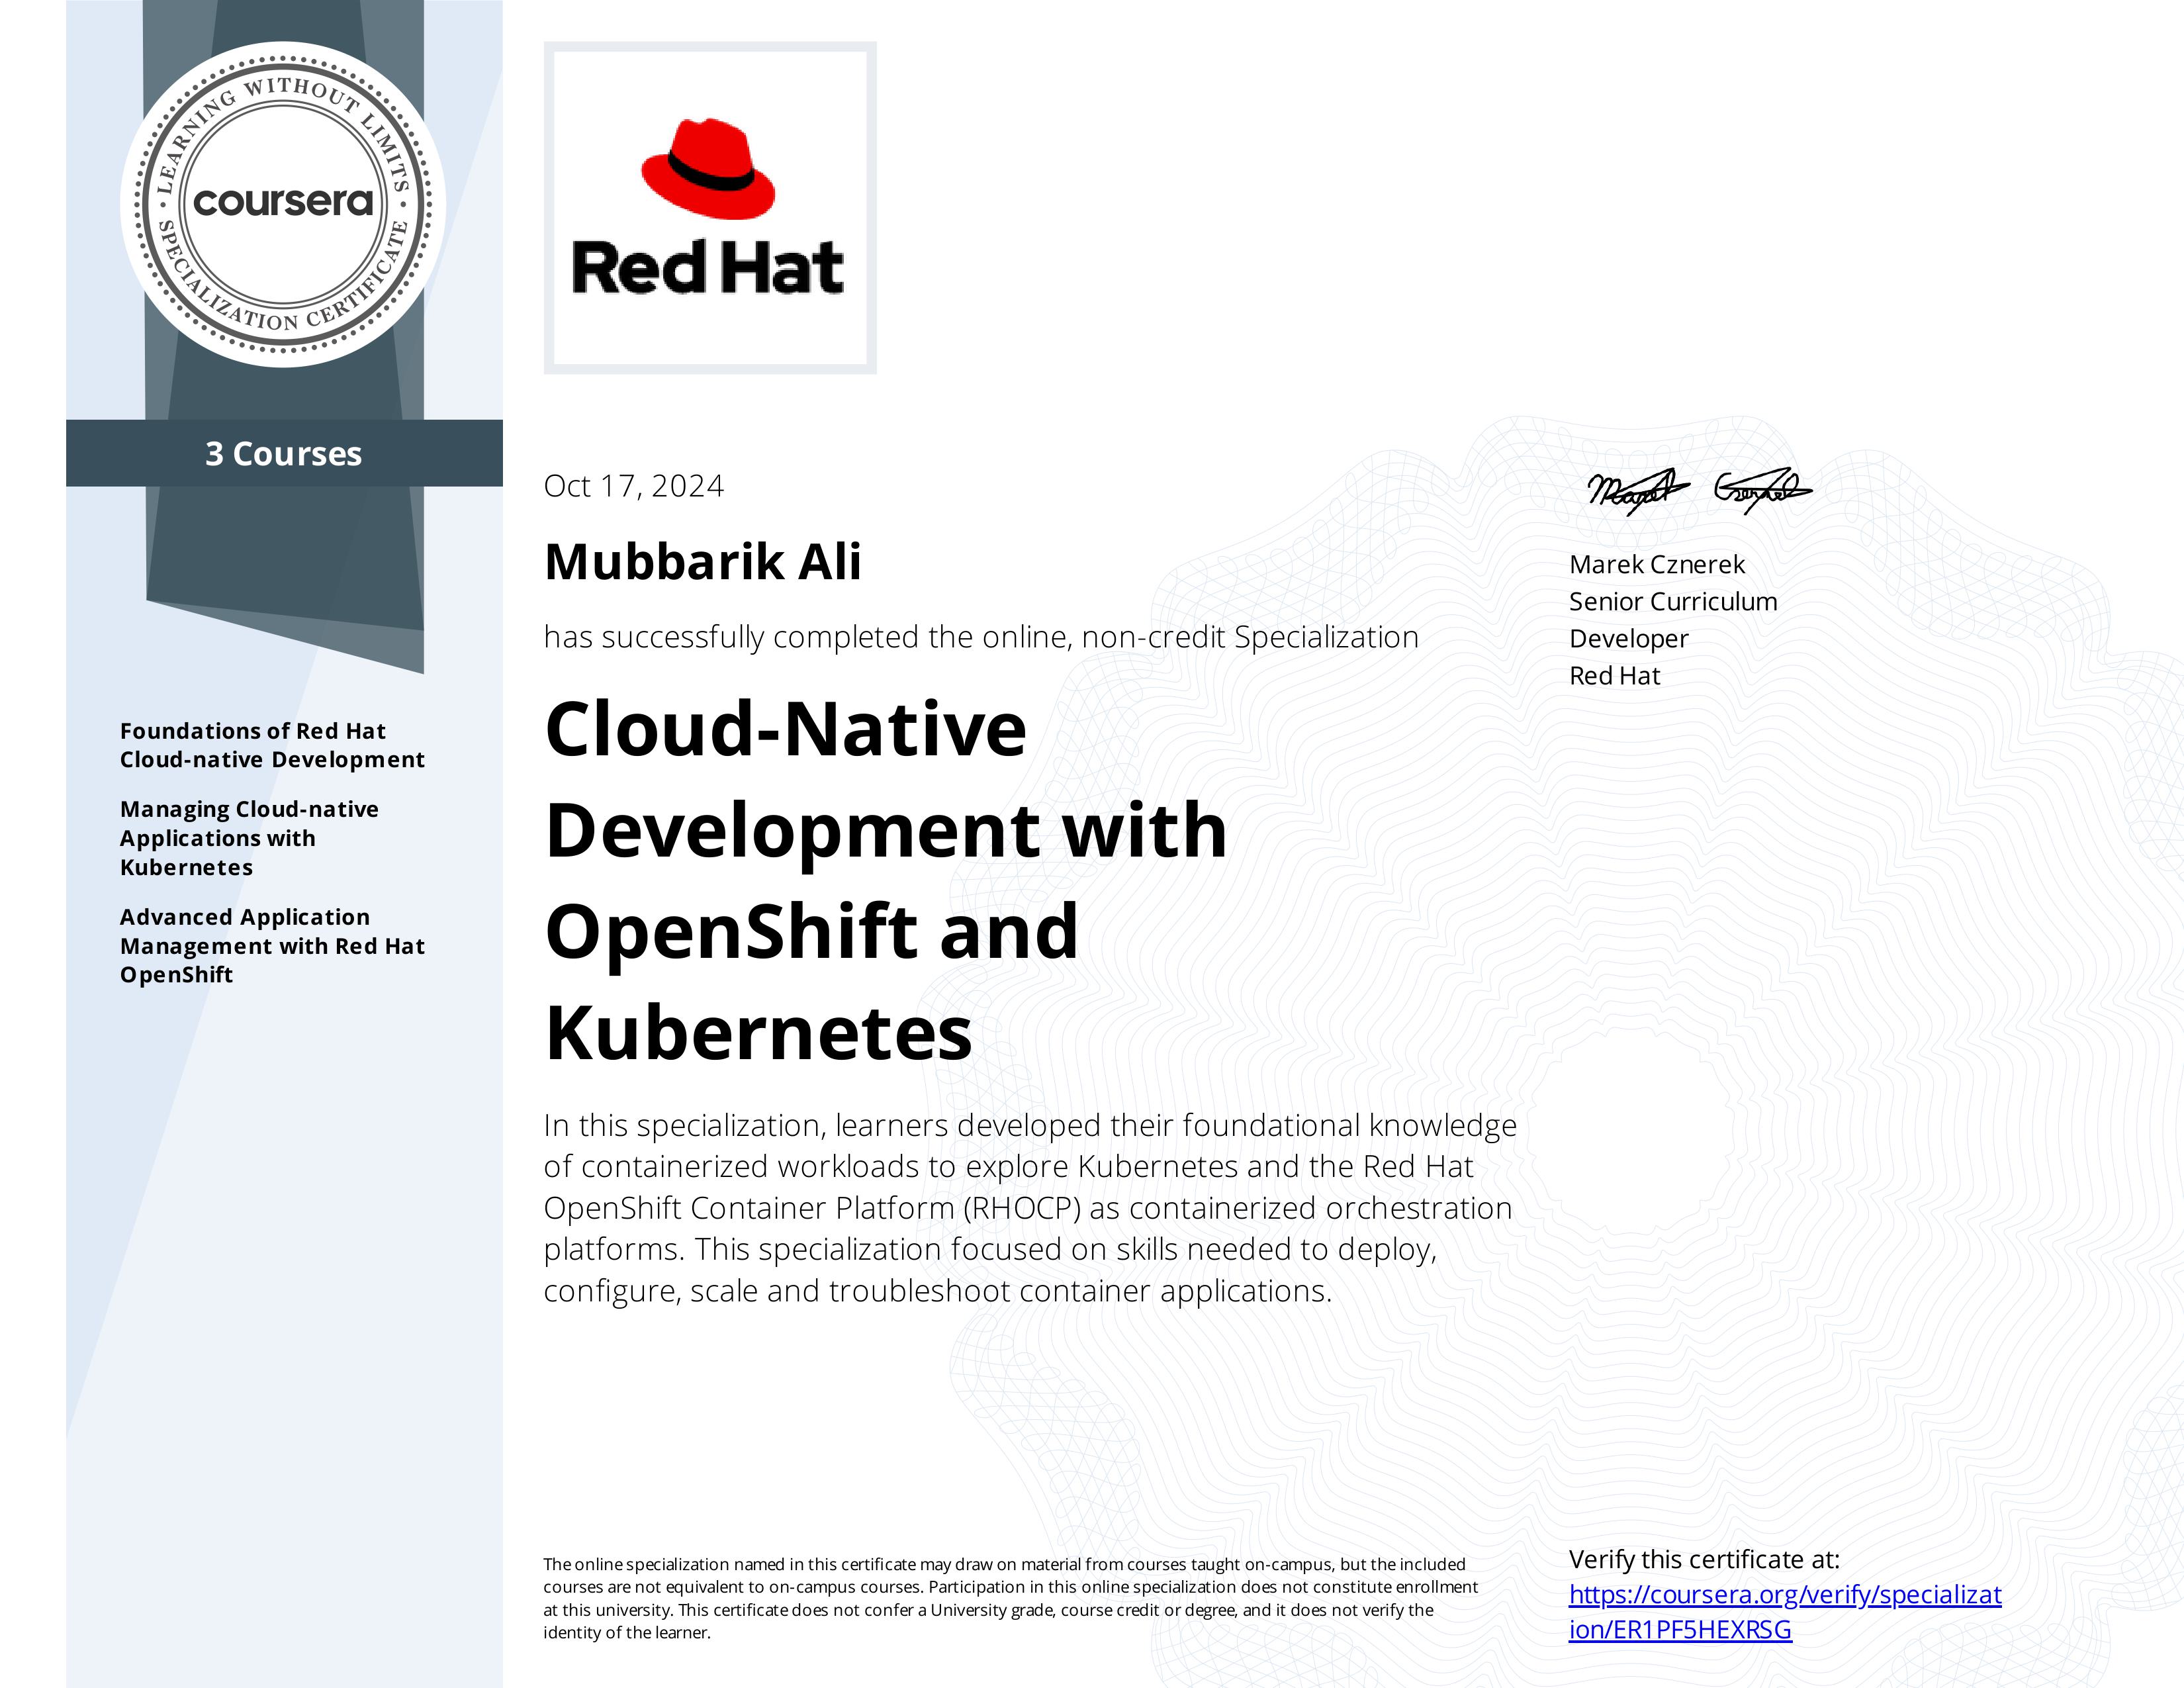 LEARNING WITHOUT LIMITS
coursera
SPECIALIZATION CERTIFICATE
3 Courses
Foundations of Red Hat
Cloud-native Development
Managing Cloud-native
Applications with
Kubernetes
Advanced Application
Management with Red Hat
OpenShift
Red Hat
Oct 17, 2024
Mubbarik Ali
has successfully completed the online, non-credit Specialization
Cloud-Native
Development with
OpenShift and
Kubernetes
In this specialization, learners developed their foundational knowledge
of containerized workloads to explore Kubernetes and the Red Hat
OpenShift Container Platform (RHOCP) as containerized orchestration
platforms. This specialization focused on skills needed to deploy,
configure, scale and troubleshoot container applications.
Marek Cznerek
Senior Curriculum
Developer
Red Hat
The online specialization named in this certificate may draw on material from courses taught on-campus, but the included
courses are not equivalent to on-campus courses. Participation in this online specialization does not constitute enrollment
at this university. This certificate does not confer a University grade, course credit or degree, and it does not verify the
identity of the learner.
Verify this certificate at:
https://coursera.org/verify/specializat
ion/ER1PF5HEXRSG